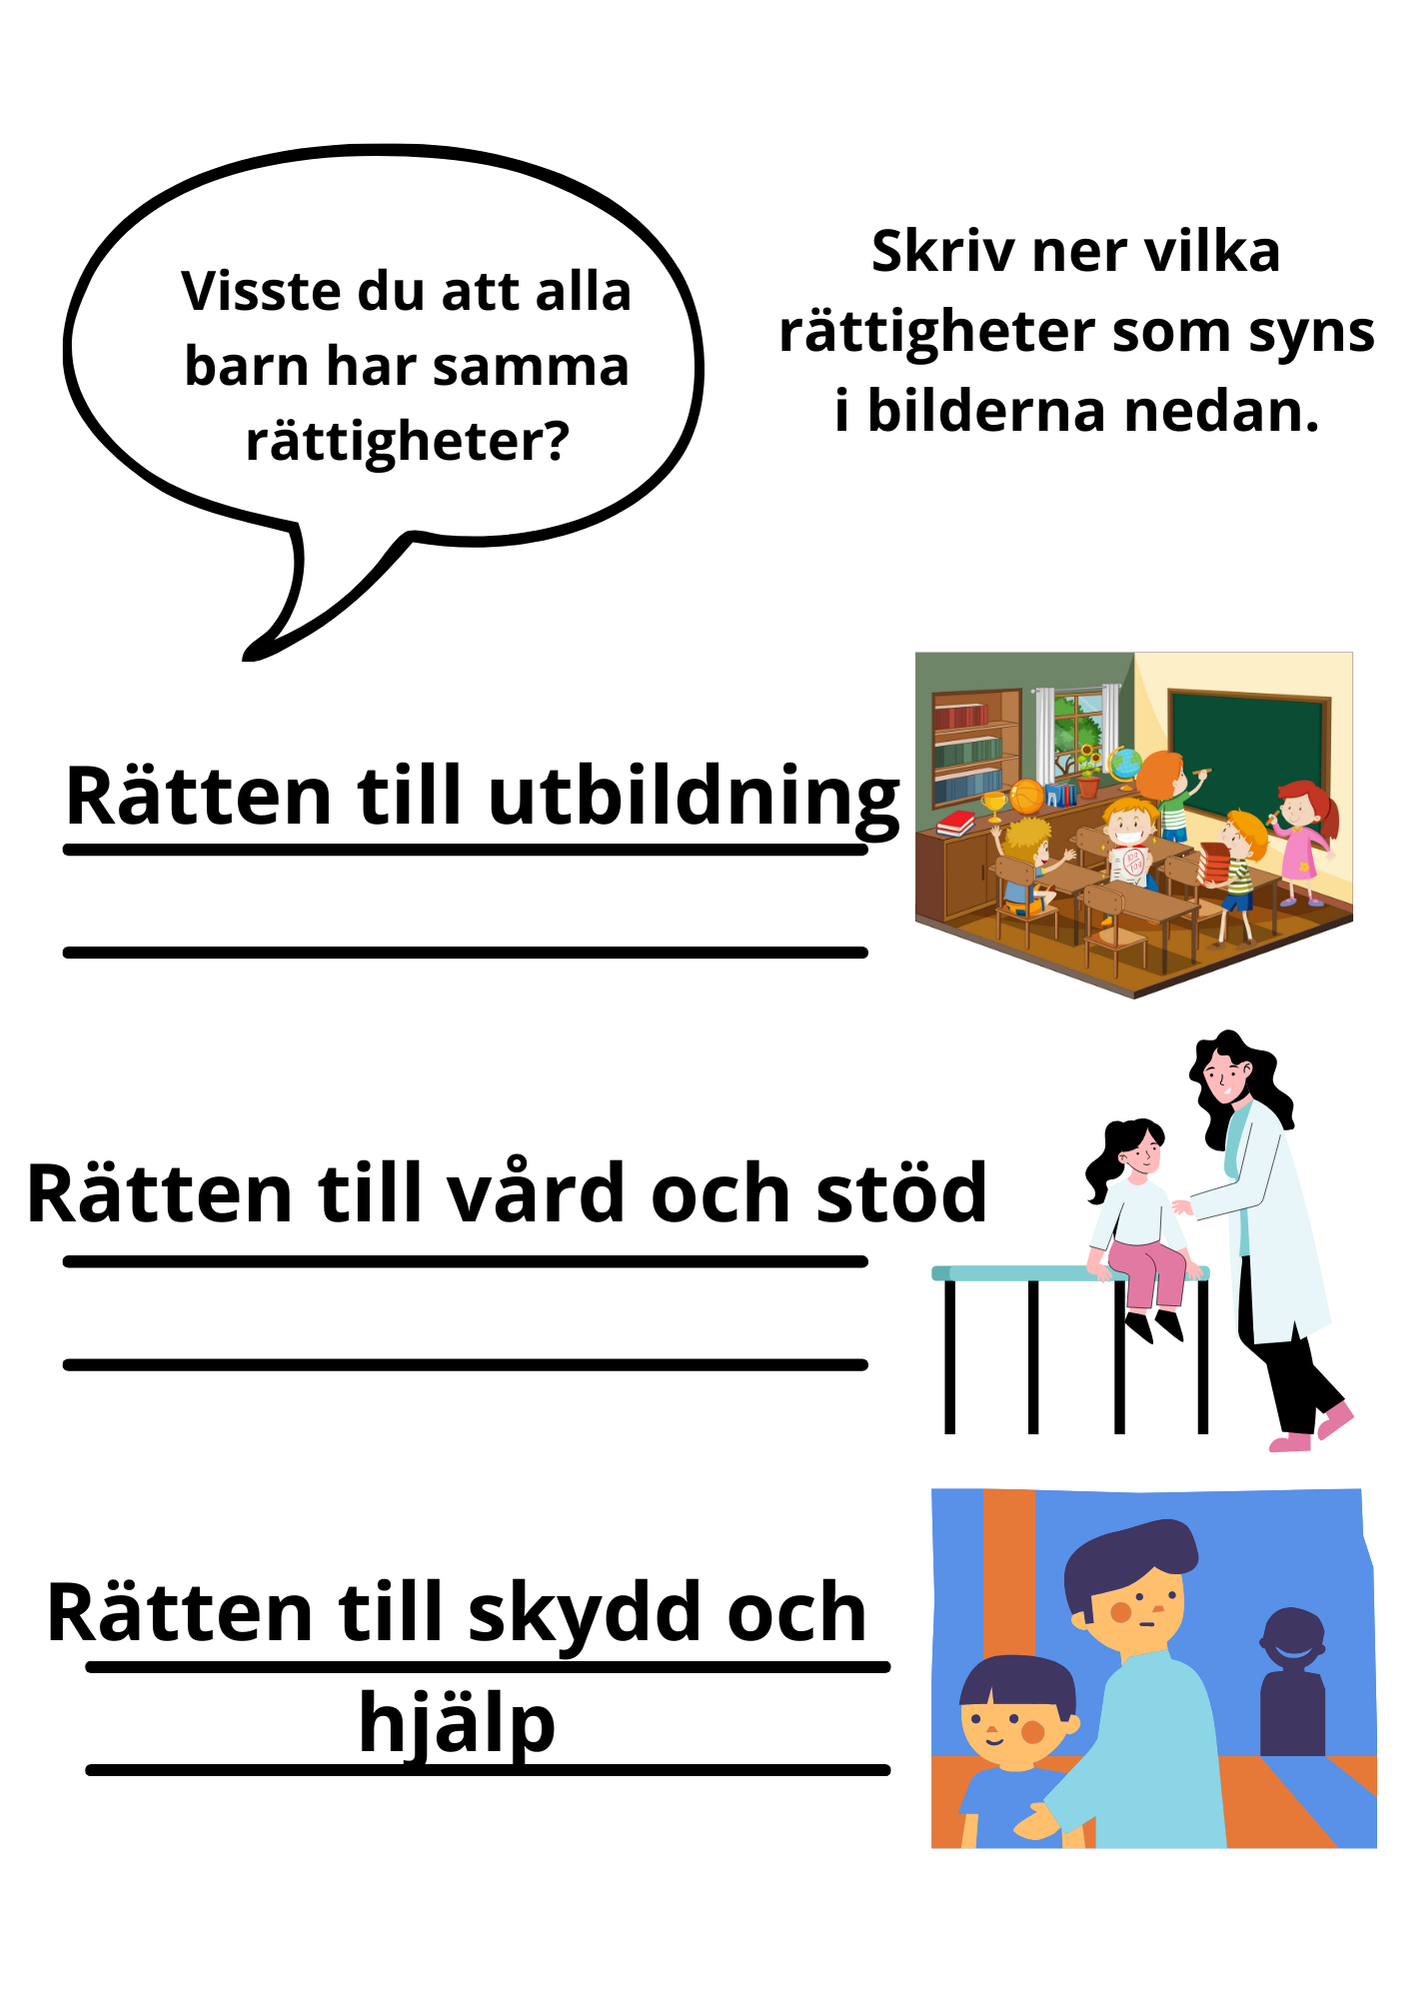 Visste du att alla
barn har samma
rättigheter?
Skriv ner vilka
rättigheter som syns
i bilderna nedan.
Rätten till utbildning
Rätten till vård och stöd
Rätten till skydd och
hjälp